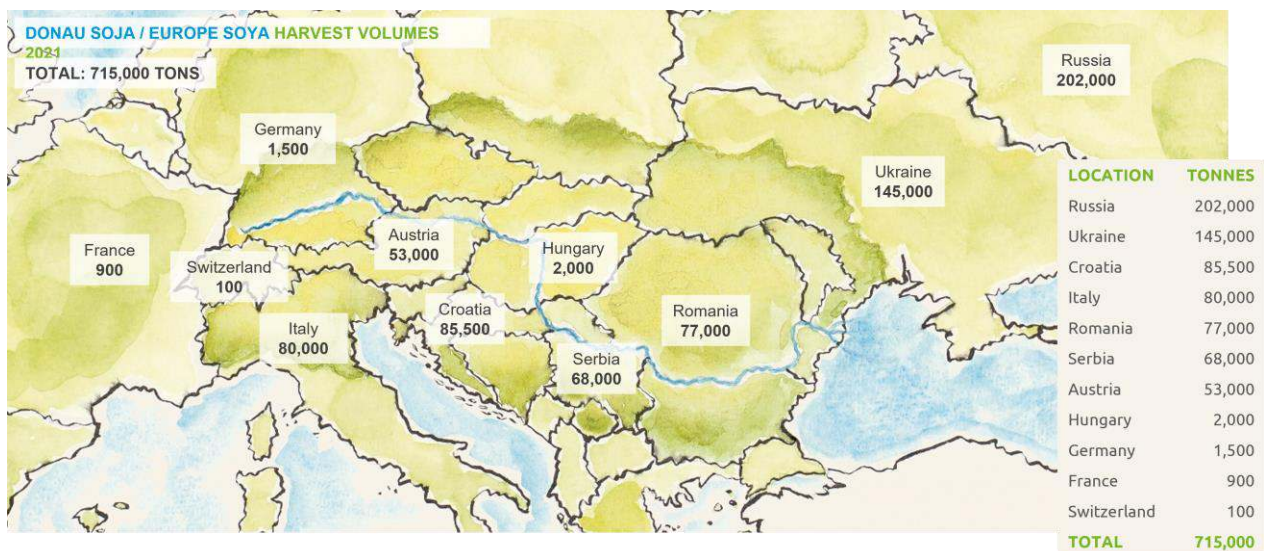 DONAU SOJA / EUROPE SOYA HARVEST VOLUMES
2021
TOTAL: 715,000 TONS
Russia
202,000
Germany
1,500
Ukraine
145,000
France
900
Switzerland
100
Austria
53,000
Hungary
2,000
Italy
80,000
Croatia
85,500
Romania
77,000
Serbia
68,000
LOCATION TONNES
Russia 202,000
Ukraine 145,000
Croatia 85,500
Italy 80,000
Romania 77,000
Serbia 68,000
Austria 53,000
Hungary 2,000
Germany 1,500
France 900
Switzerland 100
TOTAL 715,000